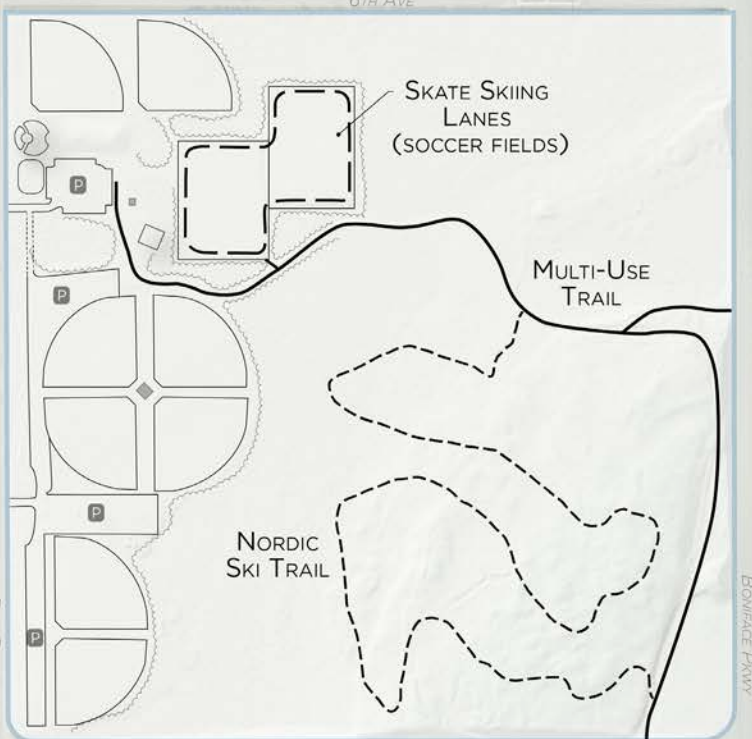 6TH AVE
SKATE SKIING
LANES
(SOCCER FIELDS)
P
MULTI-USE
TRAIL
P
P
NORDIC
SKI TRAIL
BONIFACE PKWY
P